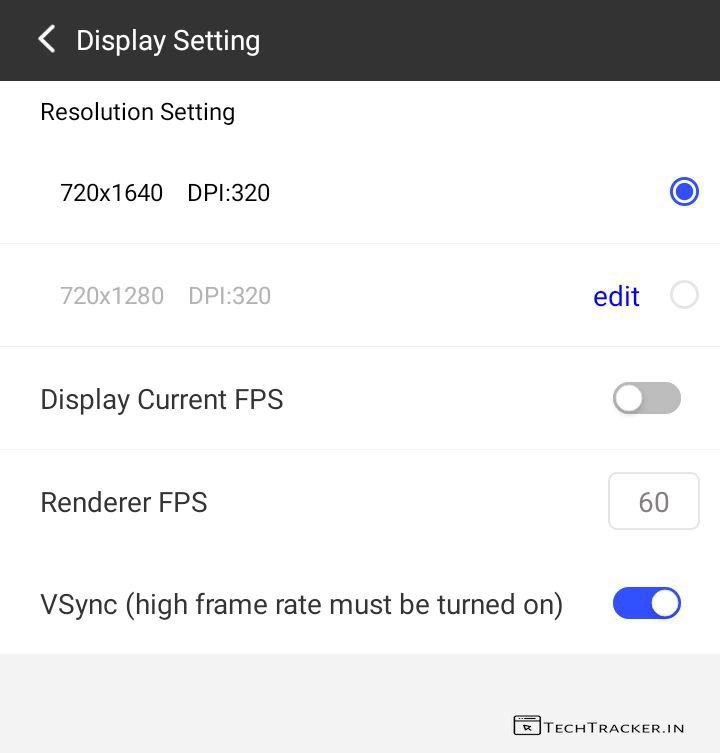 Display Setting
Resolution Setting
720x1640 DPI:320
720x1280 DPI:320 edit
Display Current FPS
Renderer FPS 60
VSync (high frame rate must be turned on)
TECHTRACKER.IN